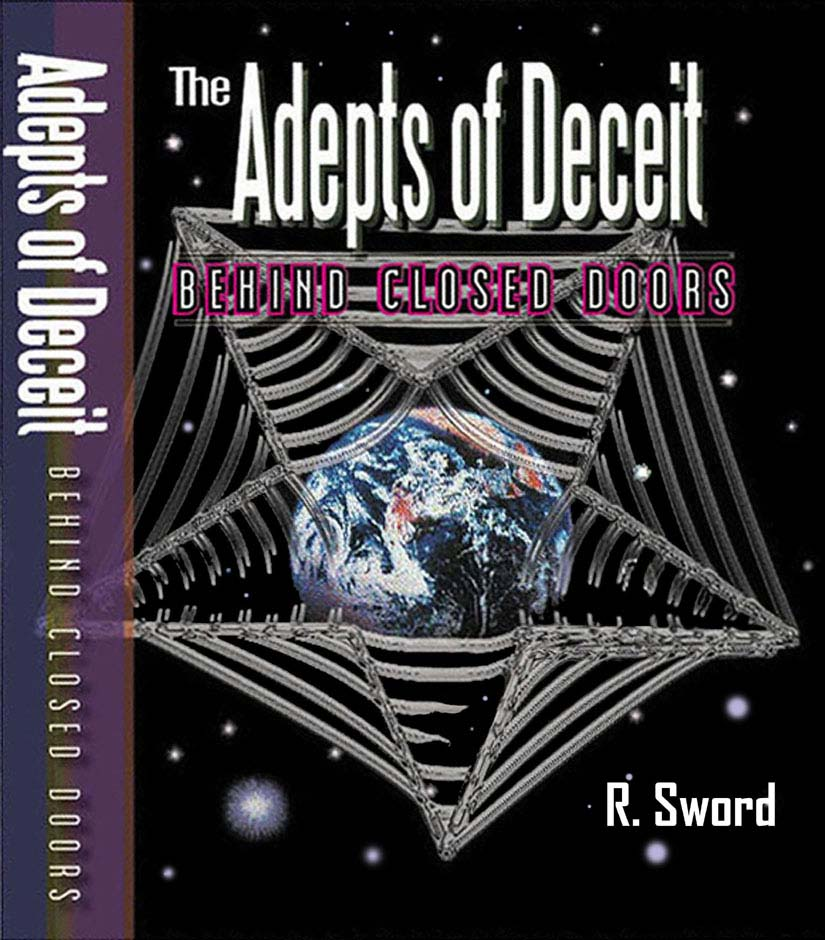 Adepts of Deceit
BEHIND CLOSED DOORS
The Adepts of Deceit
BEHIND CLOSED DOORS
R. Sword